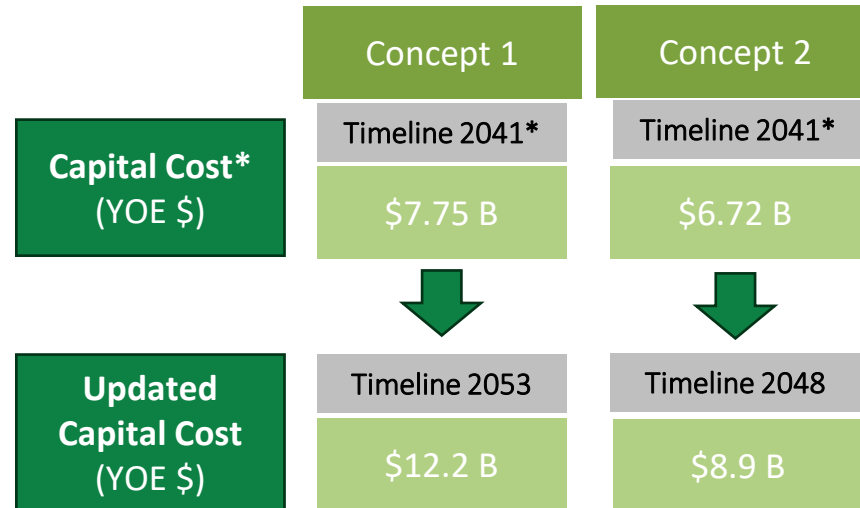 Concept 1
Concept 2
Timeline 2041*
Timeline 2041*
Capital Cost*
(YOE $)
$7.75 B
$6.72 B
Updated
Capital Cost
(YOE $)
Timeline 2053
Timeline 2048
$12.2 B
$8.9 B